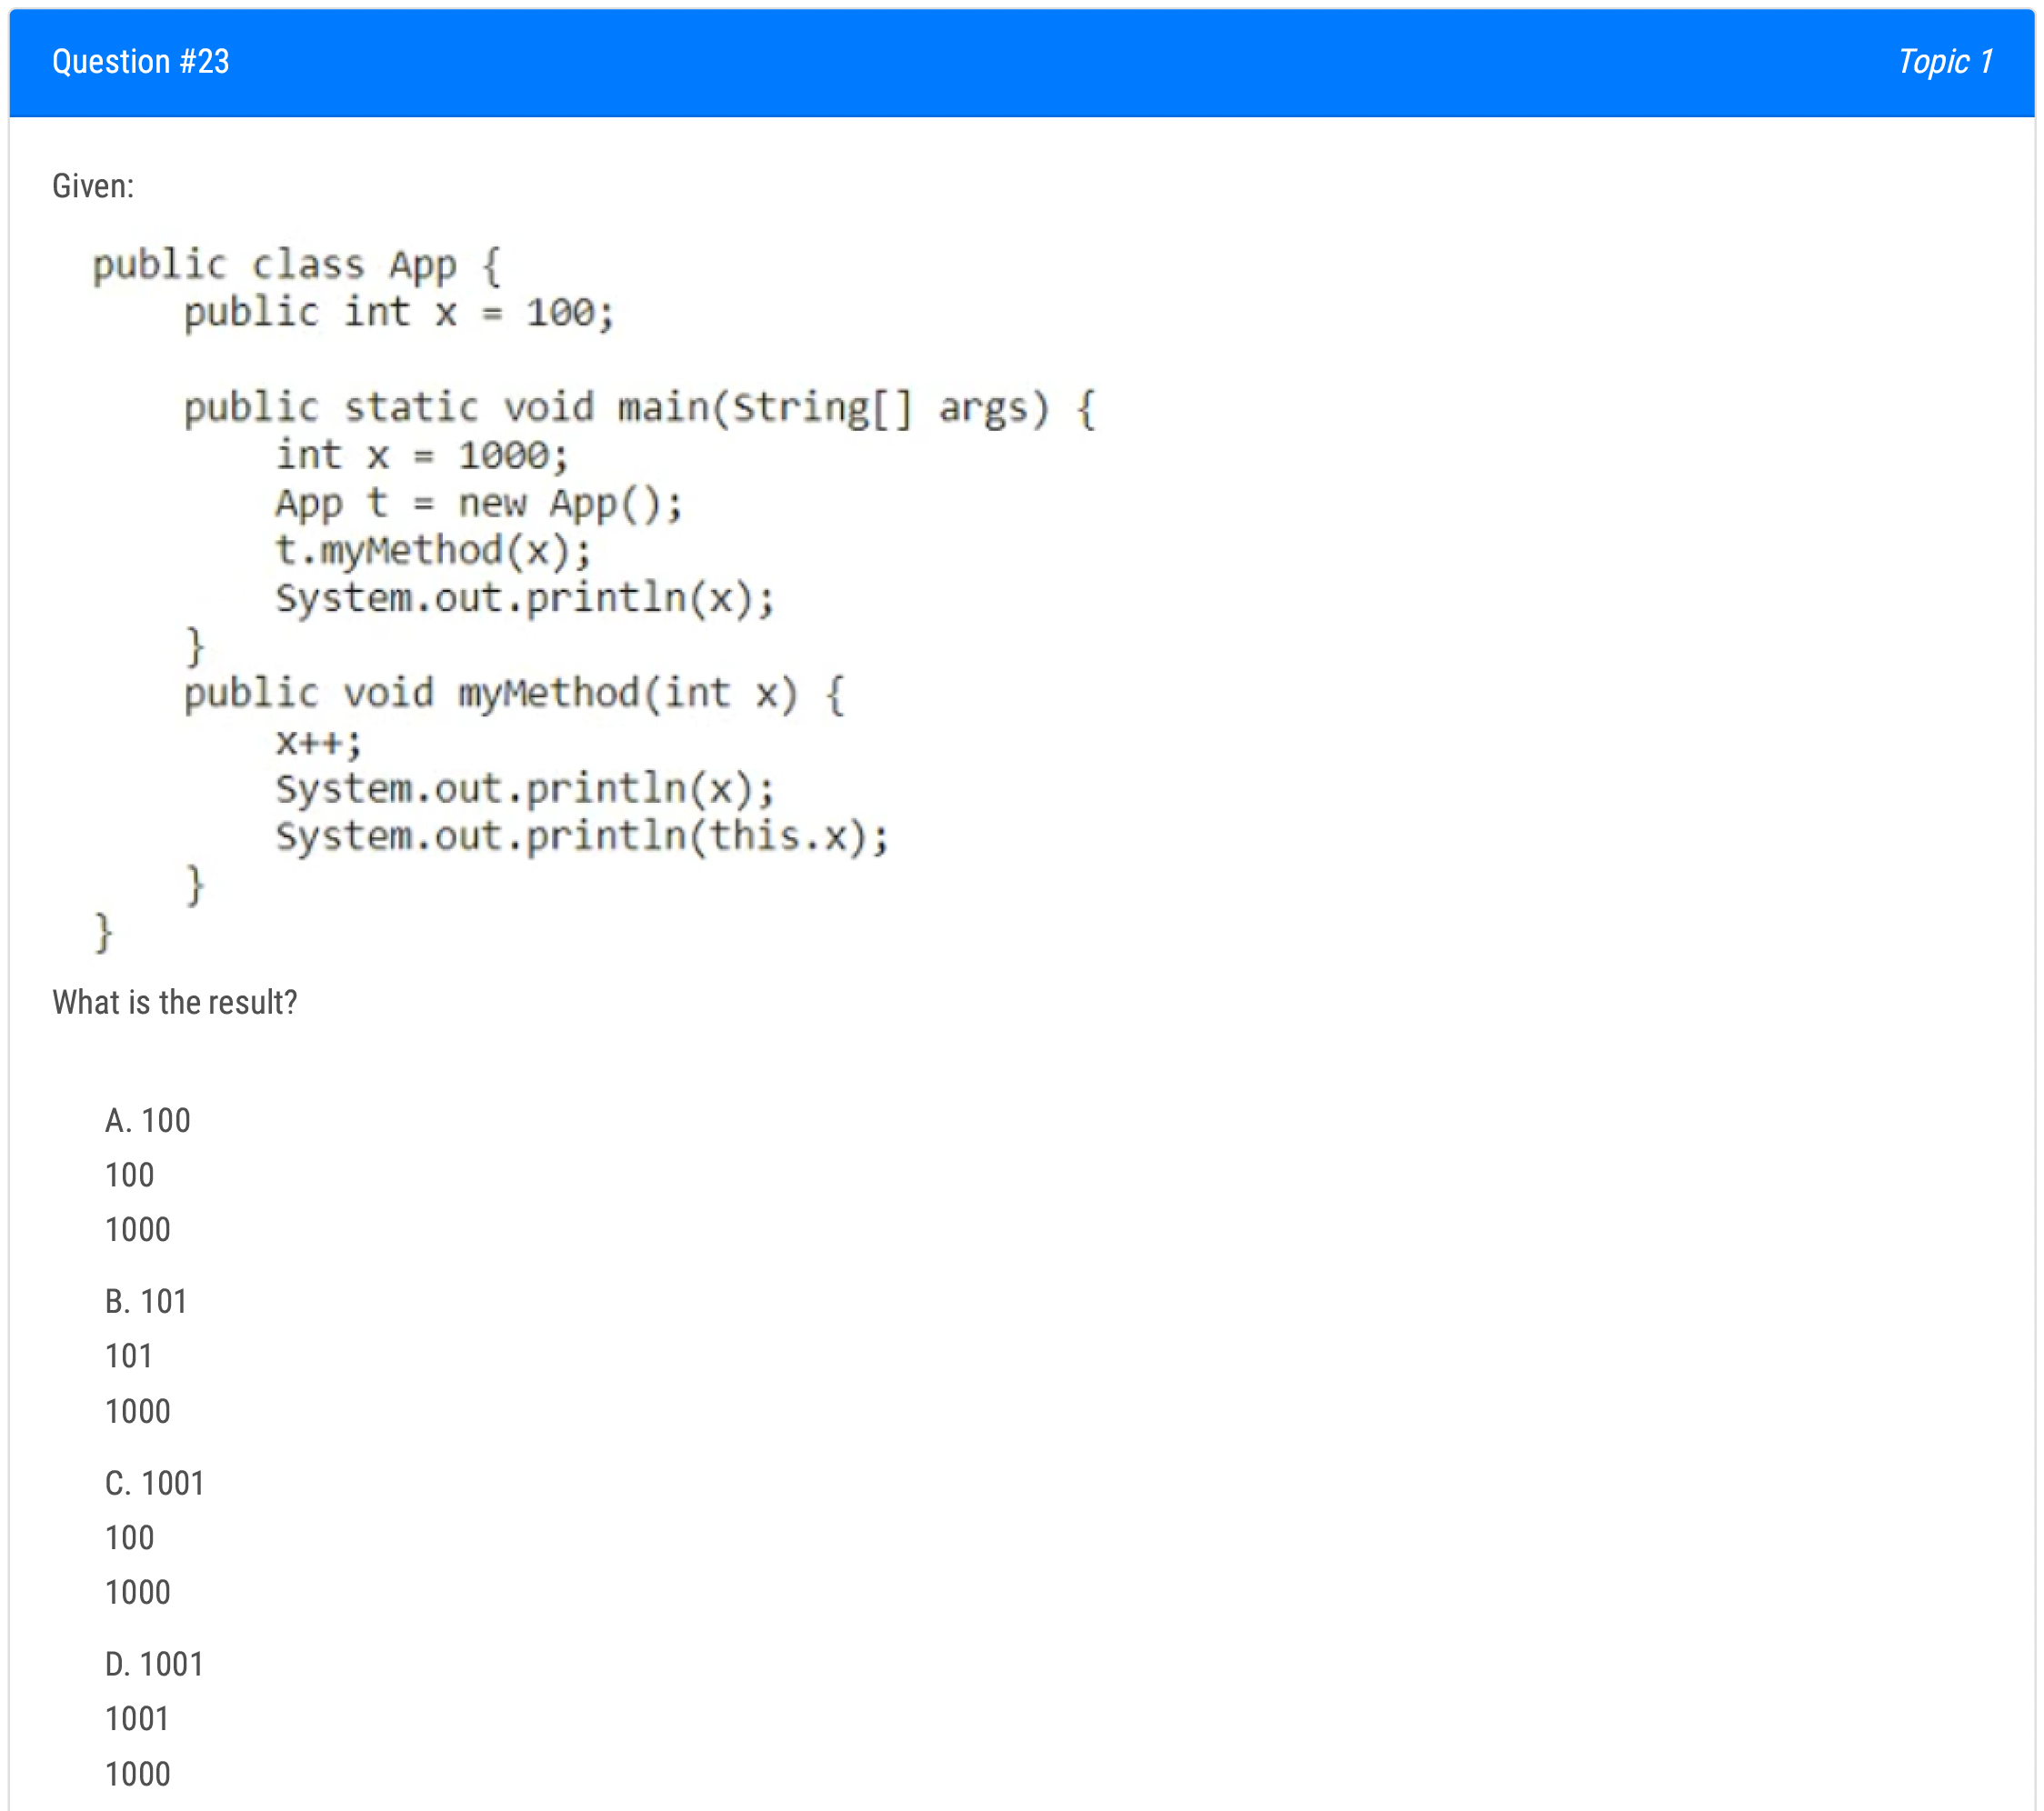 Question #23
Topic 1
Given:
public class App {
public int x = 100;
public static void main(String[] args) {
int x = 1000;
App t = new App();
t.myMethod(x);
System.out.println(x);
}
public void myMethod(int x) {
x++;
System.out.println(x);
System.out.println(this.x);
}
}
What is the result?
A. 100
100
1000
B. 101
101
1000
C. 1001
100
1000
D. 1001
1001
1000